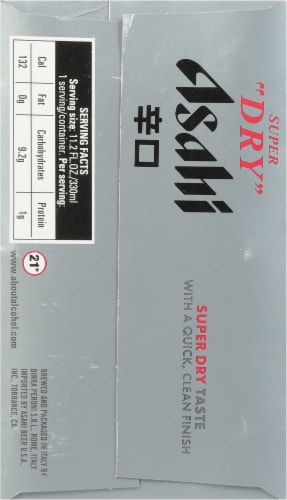 SUPER
"DRY"
Asahi
辛口
SUPER DRY TASTE
WITH A QUICK, CLEAN FINISH
SERVING FACTS
Serving size: 11.2 FL OZ/330ml
1 serving/container. Per serving:
Cal Fat Carbohydrates Protein
132 0g 9.2g 1g
21+
www.aboutalcohol.com
BREWED AND PACKAGED IN ITALY BY
BIRRA PERONI S.R.L., ROME, ITALY.
IMPORTED BY ASAHI BEER U.S.A.
INC., TORRANCE, CA.